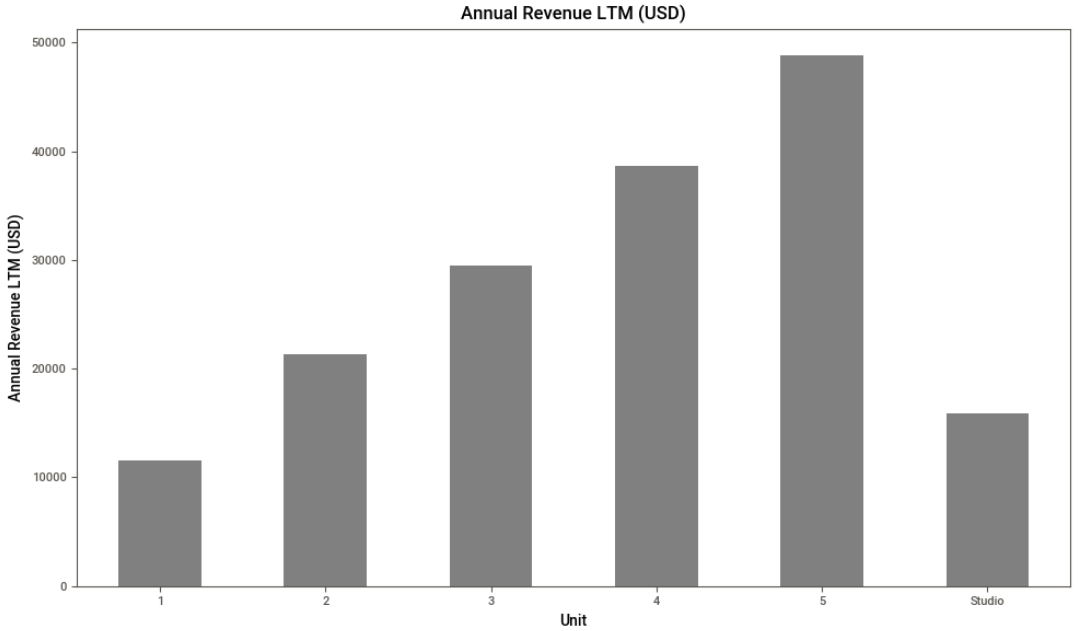 Annual Revenue LTM (USD)
Annual Revenue LTM (USD)
50000
40000
30000
20000
10000
0
1 2 3 4 5 Studio
Unit